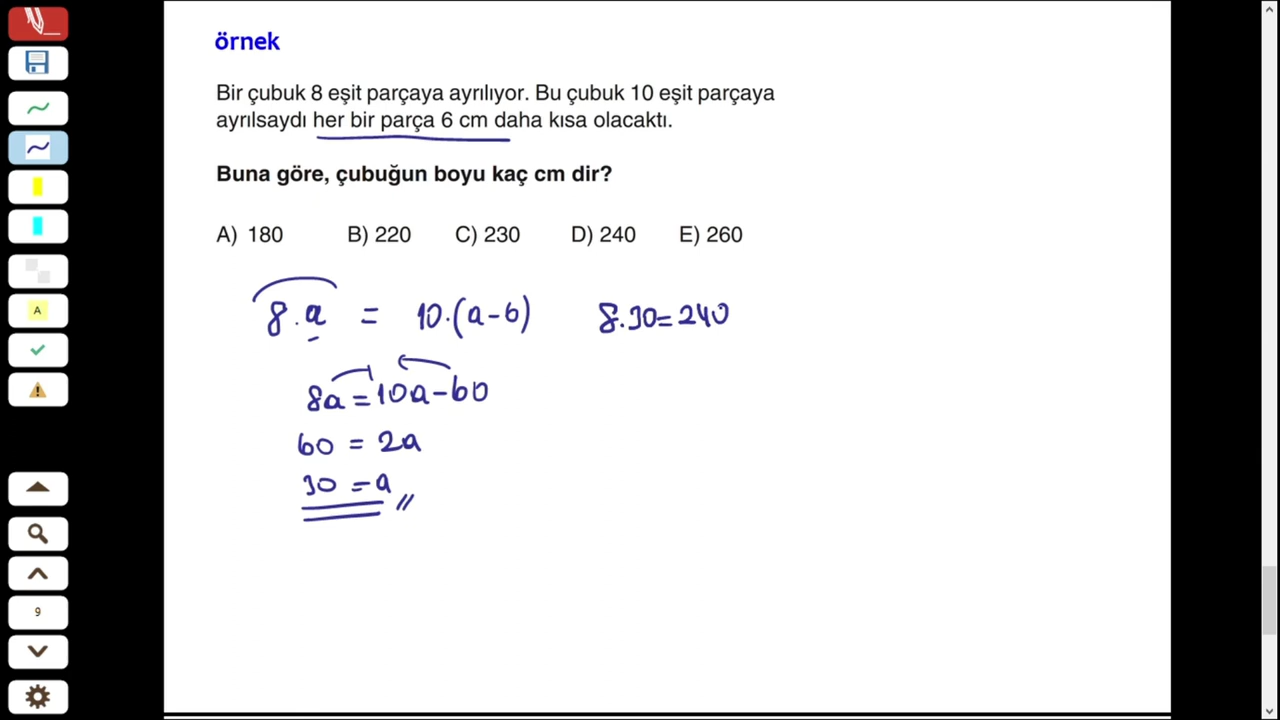 örnek
Bir çubuk 8 eşit parçaya ayrılıyor. Bu çubuk 10 eşit parçaya
ayrılsaydı her bir parça 6 cm daha kısa olacaktı.
Buna göre, çubuğun boyu kaç cm dir?
A) 180 B) 220 C) 230 D) 240 E) 260
8.a = 10.(a-6) 8.30=240
8a = 10a-60
60 = 2a
30 = a //
A
9